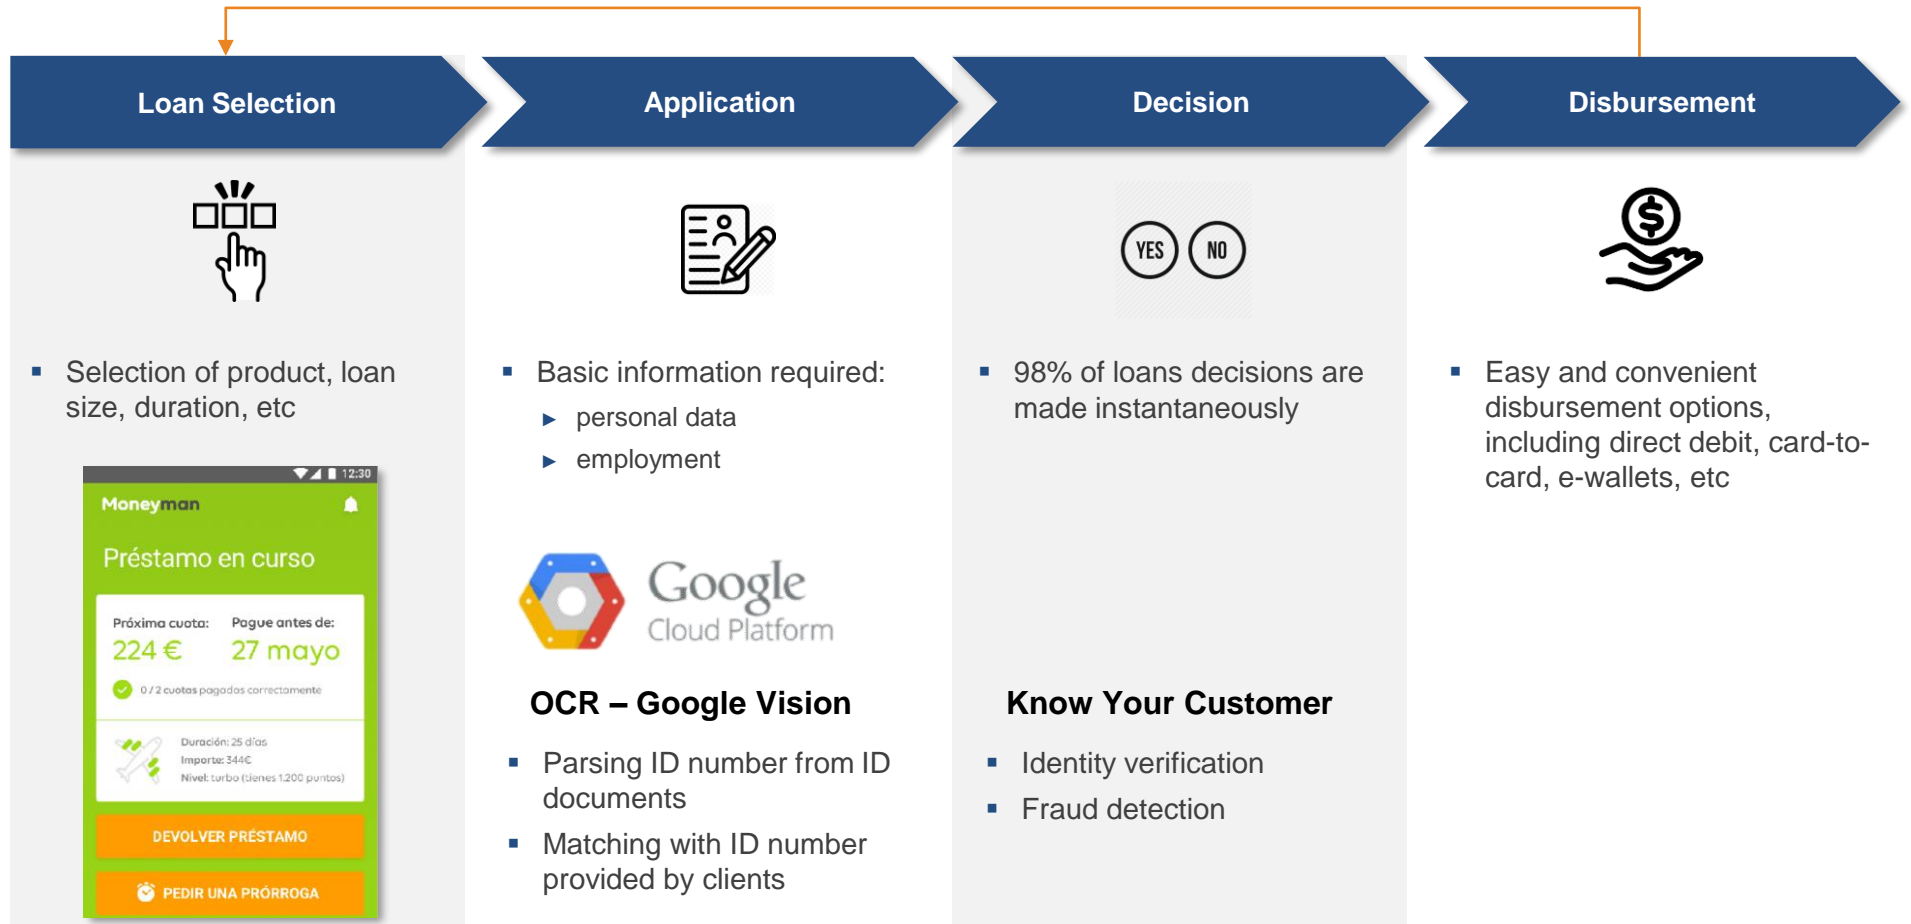 Loan Selection
Application
Decision
Disbursement
YES
NO
$
▪ Selection of product, loan
size, duration, etc
12:30
Moneyman
Préstamo en curso
Próxima cuota:
Pague antes de:
224 €
27 mayo
0 / 2 cuotas pagadas correctamente
Duración: 25 días
Importe: 344€
Nivel: turbo (tienes 1.200 puntos)
DEVOLVER PRÉSTAMO
PEDIR UNA PRÓRROGA
▪ Basic information required:
► personal data
► employment
Google
Cloud Platform
OCR – Google Vision
▪ Parsing ID number from ID
documents
▪ Matching with ID number
provided by clients
▪ 98% of loans decisions are
made instantaneously
Know Your Customer
▪ Identity verification
▪ Fraud detection
▪ Easy and convenient
disbursement options,
including direct debit, card-to-
card, e-wallets, etc